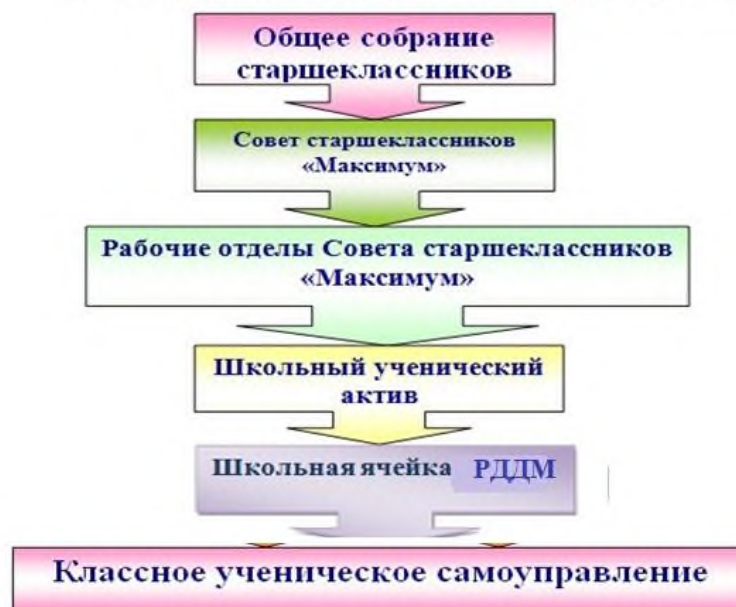 Общее собрание
старшеклассников
Совет старшеклассников
«Максимум»
Рабочие отделы Совета старшеклассников
«Максимум»
Школьный ученический
актив
Школьная ячейка РДДМ
Классное ученическое самоуправление